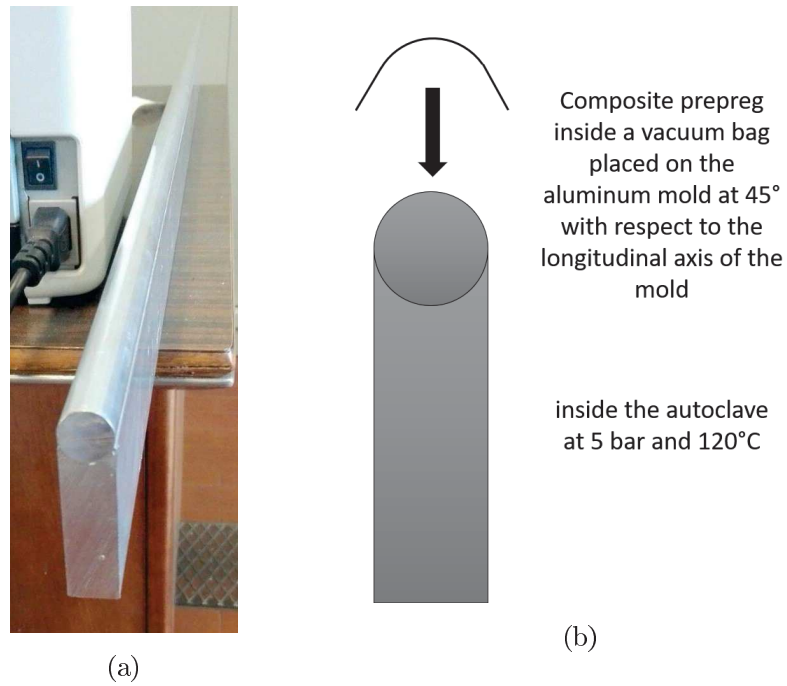 Composite prepreg
inside a vacuum bag
placed on the
aluminum mold at 45°
with respect to the
longitudinal axis of the
mold
inside the autoclave
at 5 bar and 120°C
(a)
(b)